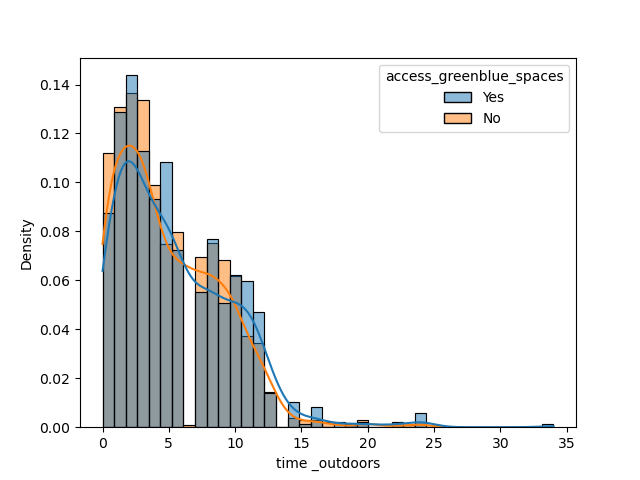 access_greenblue_spaces
Yes
No
Density
0.14
0.12
0.10
0.08
0.06
0.04
0.02
0.00
0 5 10 15 20 25 30 35
time _outdoors